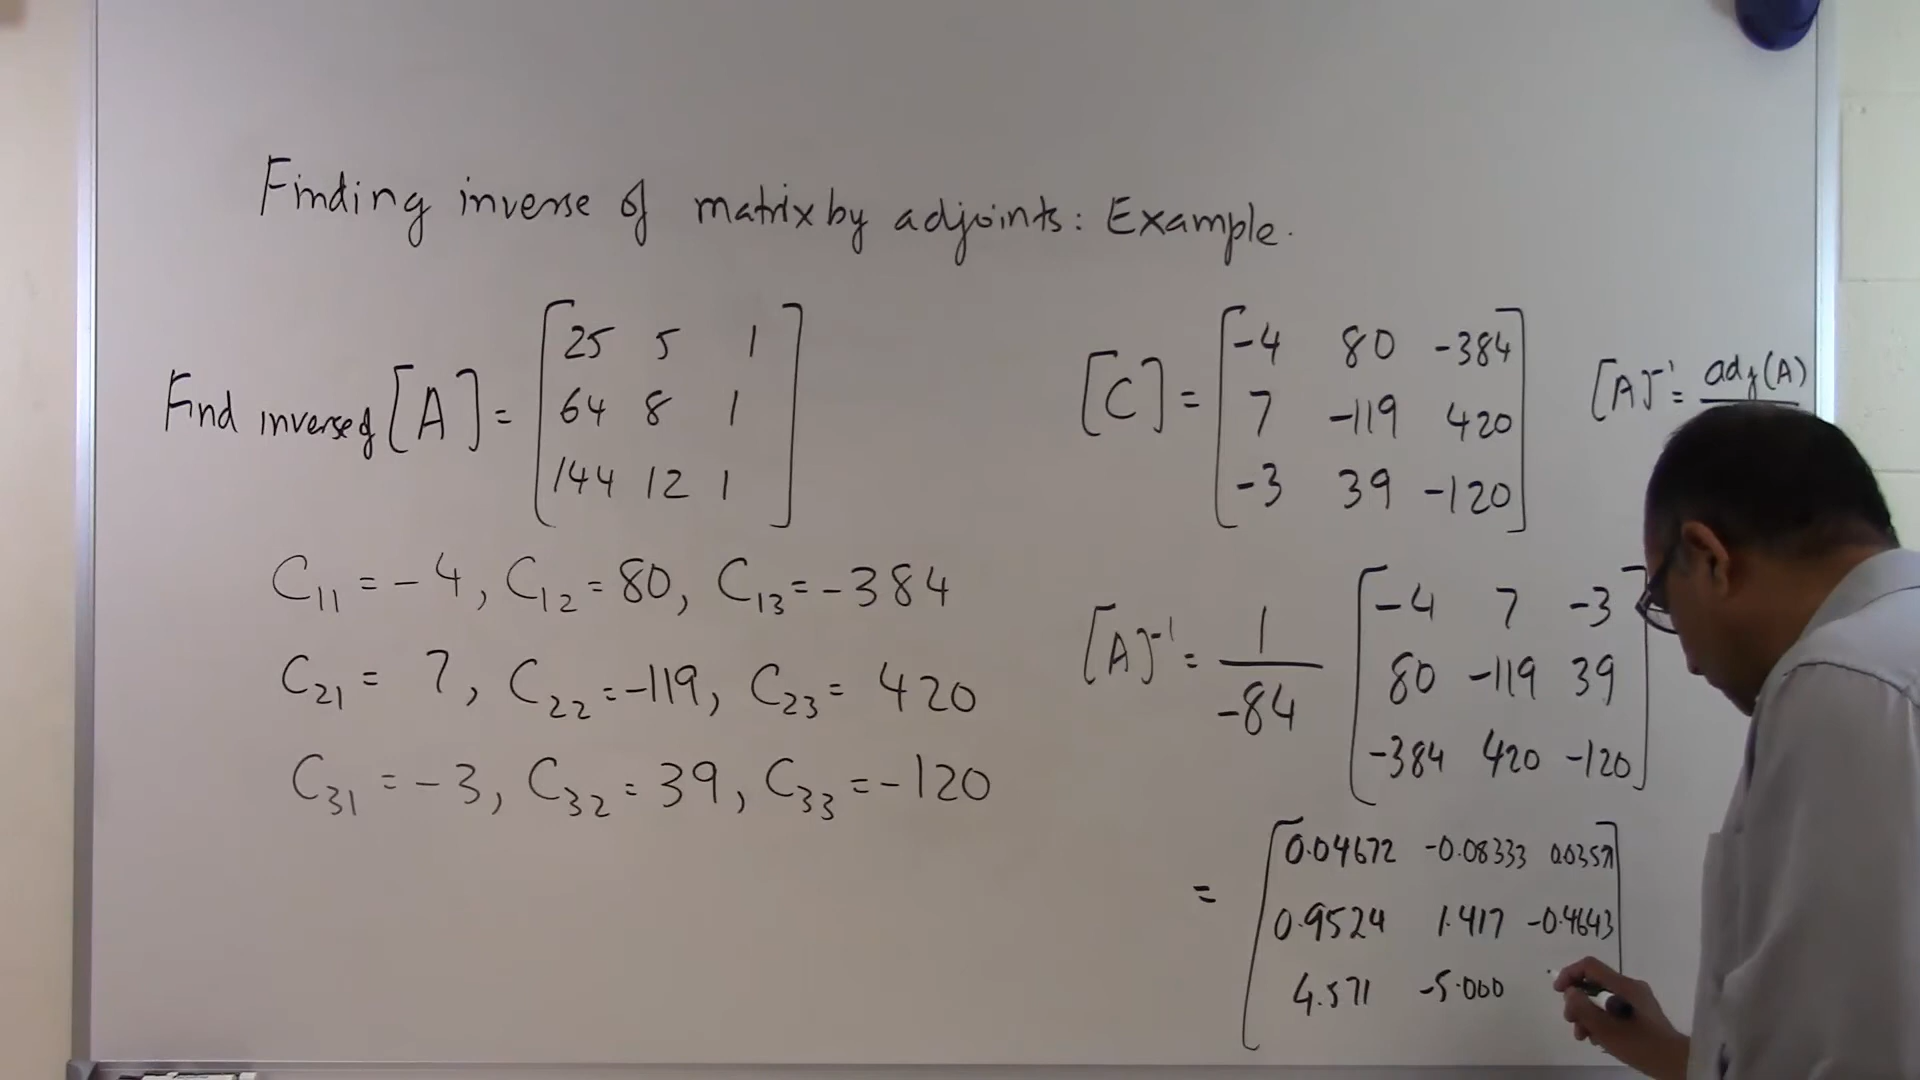 Finding inverse of matrix by adjoints: Example.
Find inverse of [A] = [25 5 1
64 8 1
144 12 1]
C11 = -4, C12 = 80, C13 = -384
C21 = 7, C22 = -119, C23 = 420
C31 = -3, C32 = 39, C33 = -120
[C] = [-4 80 -384
7 -119 420
-3 39 -120]
[A]-1 = adj(A)
[A]-1 = 1
-84
[-4 7 -3
80 -119 39
-384 420 -120]
= [0.04672 -0.08333 0.03571
0.9524 1.417 -0.4643
4.571 -5.000